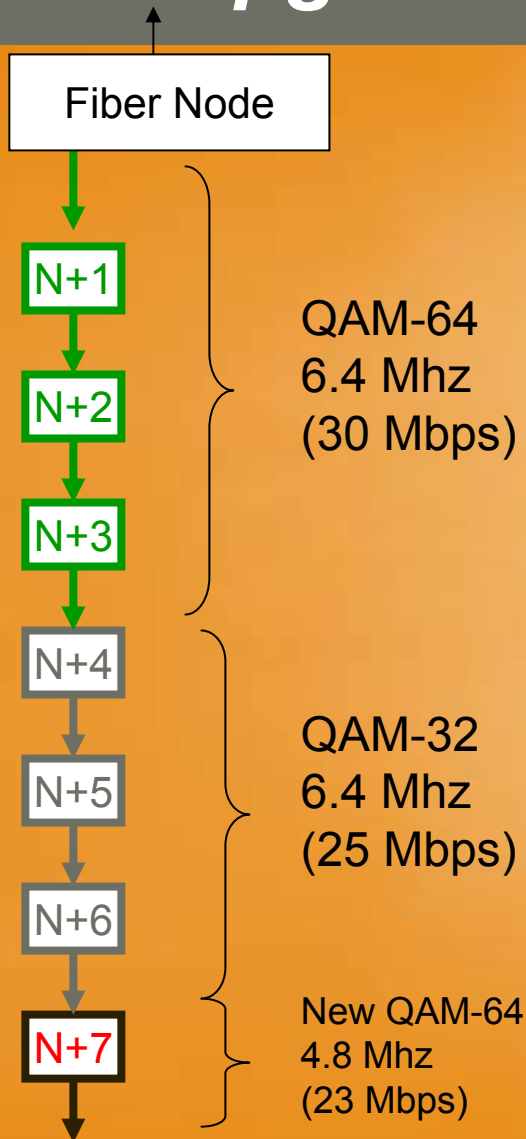 Fiber Node
N+1
N+2
N+3
QAM-64
6.4 Mhz
(30 Mbps)
N+4
N+5
N+6
QAM-32
6.4 Mhz
(25 Mbps)
N+7
New QAM-64
4.8 Mhz
(23 Mbps)